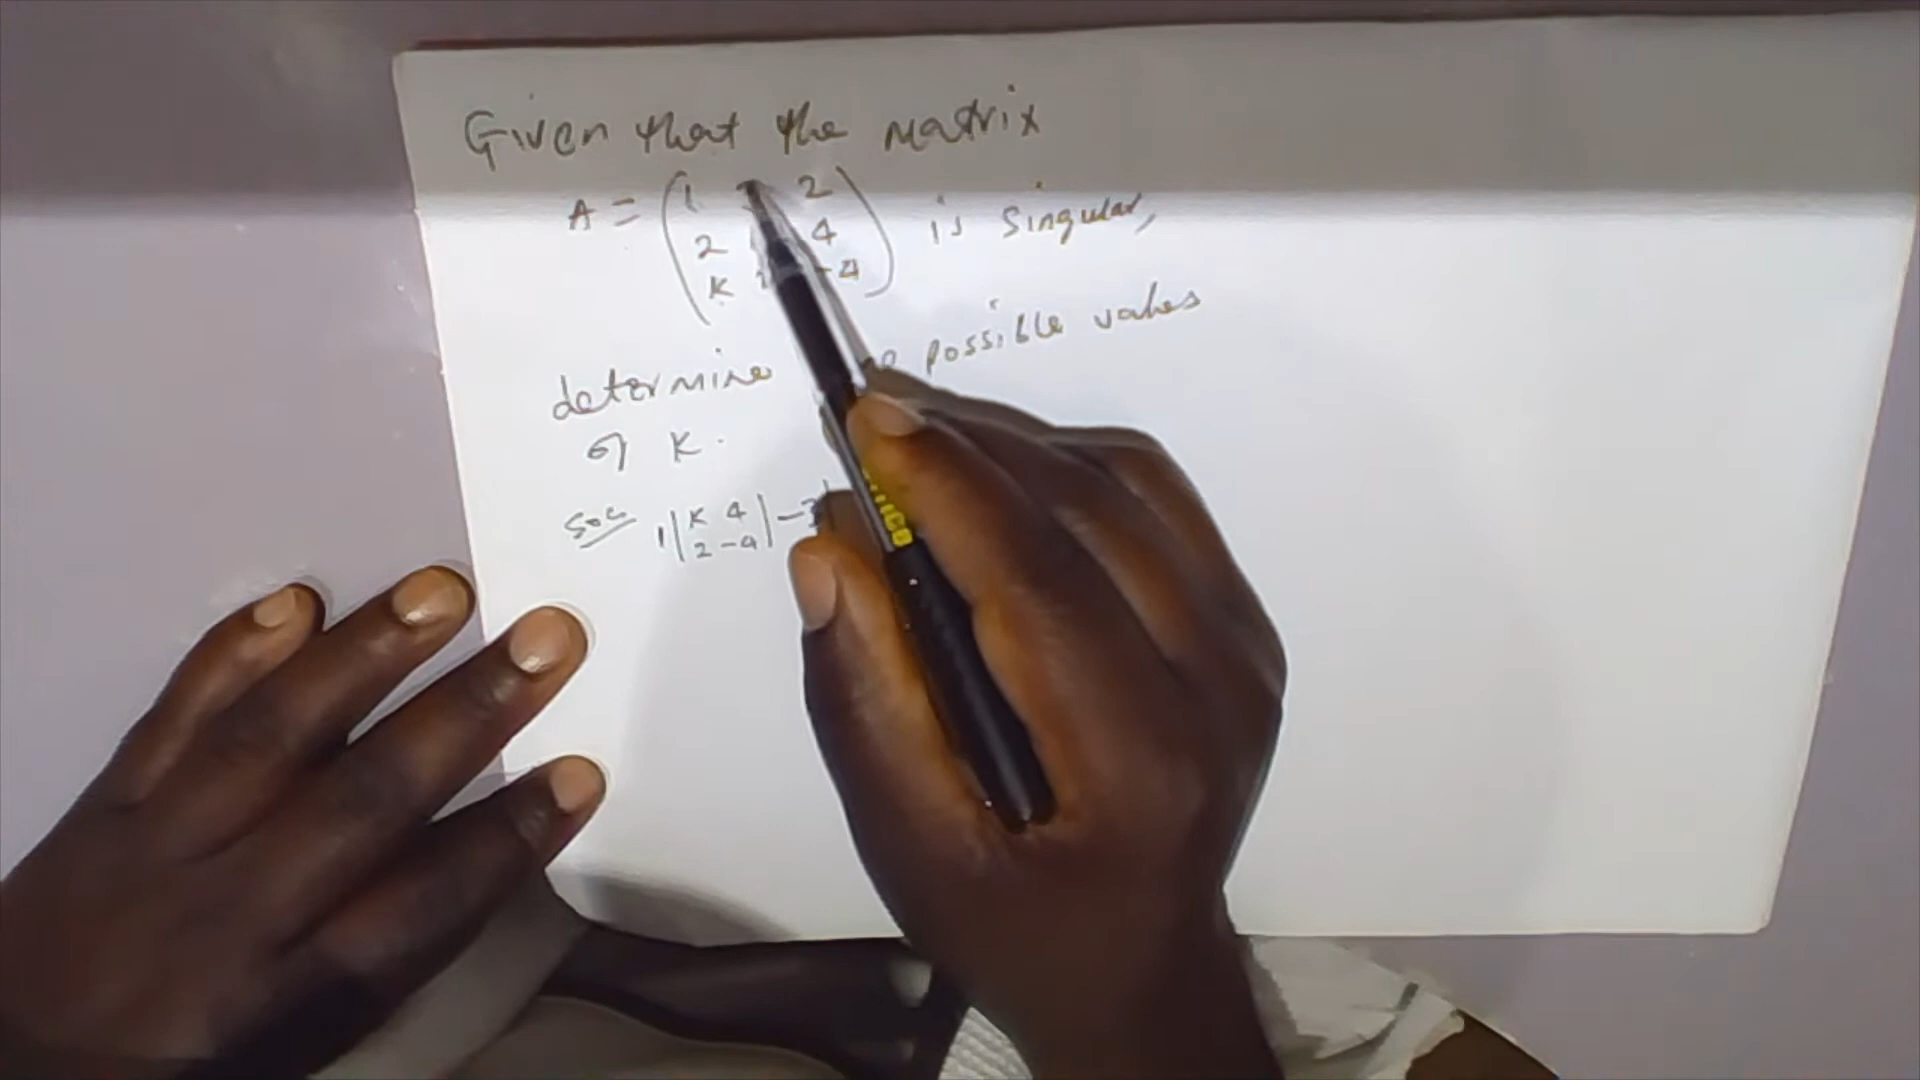 Given that the matrix
A = ( 1 2
2 4
K -4 ) is singular,
determine possible values
of K.
Soln 1 | K 4 | - 3 |
2 -4